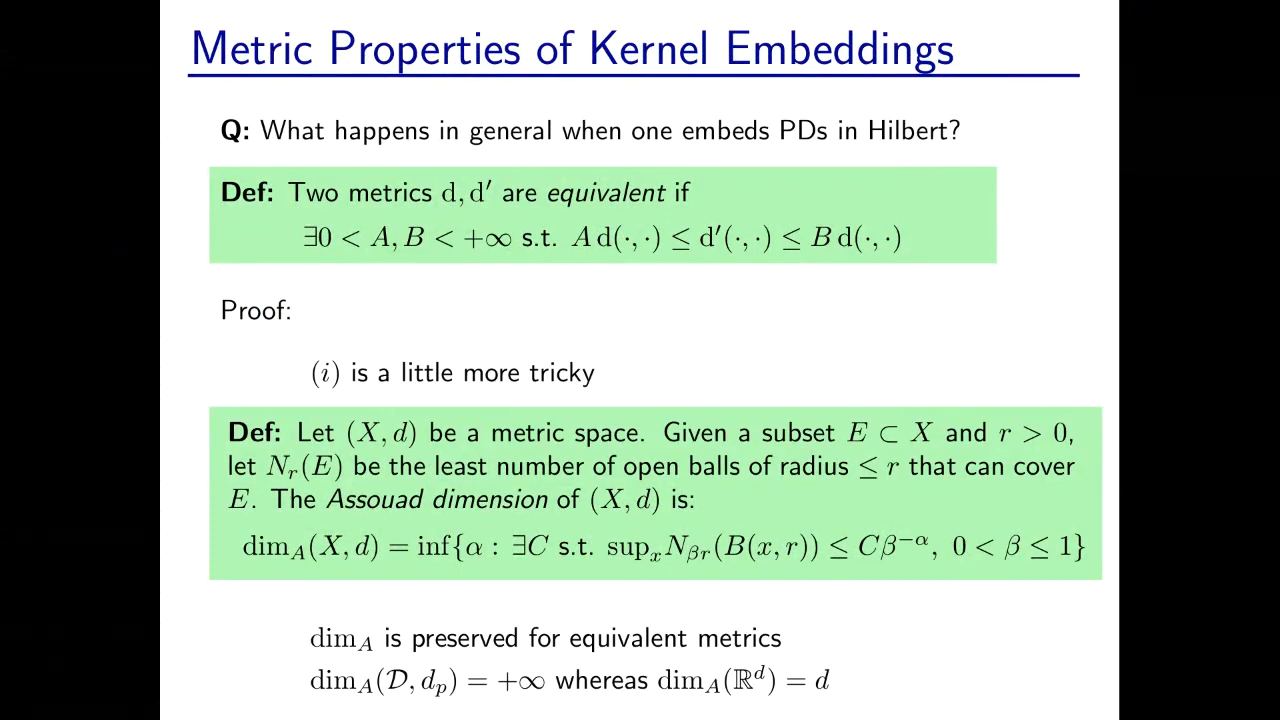 Metric Properties of Kernel Embeddings
Q: What happens in general when one embeds PDs in Hilbert?
Def: Two metrics d, d′ are equivalent if
∃0 < A, B < +∞ s.t. A d(·, ·) ≤ d′(·, ·) ≤ B d(·, ·)
Proof:
(i) is a little more tricky
Def: Let (X, d) be a metric space. Given a subset E ⊂ X and r > 0,
let Nᵣ(E) be the least number of open balls of radius ≤ r that can cover
E. The Assouad dimension of (X, d) is:
dim_A(X, d) = inf{α : ∃C s.t. supₓN_{βr}(B(x, r)) ≤ Cβ^{−α}, 0 < β ≤ 1}
dim_A is preserved for equivalent metrics
dim_A(𝒟, d_p) = +∞ whereas dim_A(ℝ^d) = d